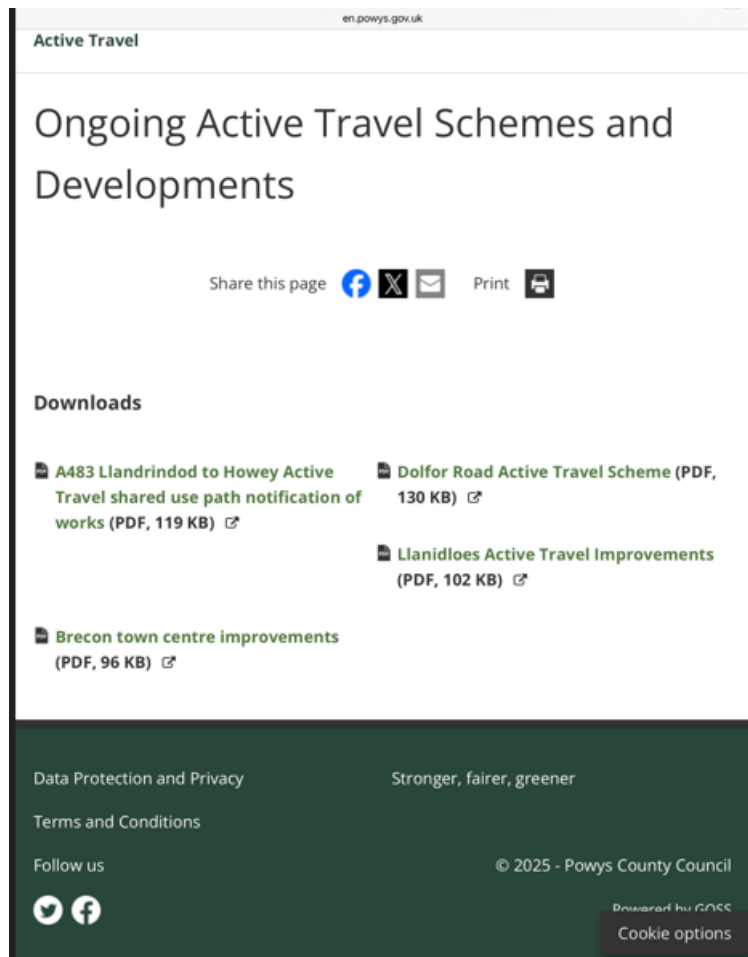 en.powys.gov.uk
Active Travel
Ongoing Active Travel Schemes and
Developments
Share this page
Print
Downloads
A483 Llandrindod to Howey Active
Travel shared use path notification of
works (PDF, 119 KB)
Dolfor Road Active Travel Scheme (PDF,
130 KB)
Llanidloes Active Travel Improvements
(PDF, 102 KB)
Brecon town centre improvements
(PDF, 96 KB)
Data Protection and Privacy
Stronger, fairer, greener
Terms and Conditions
Follow us
© 2025 - Powys County Council
Powered by GOSS
Cookie options